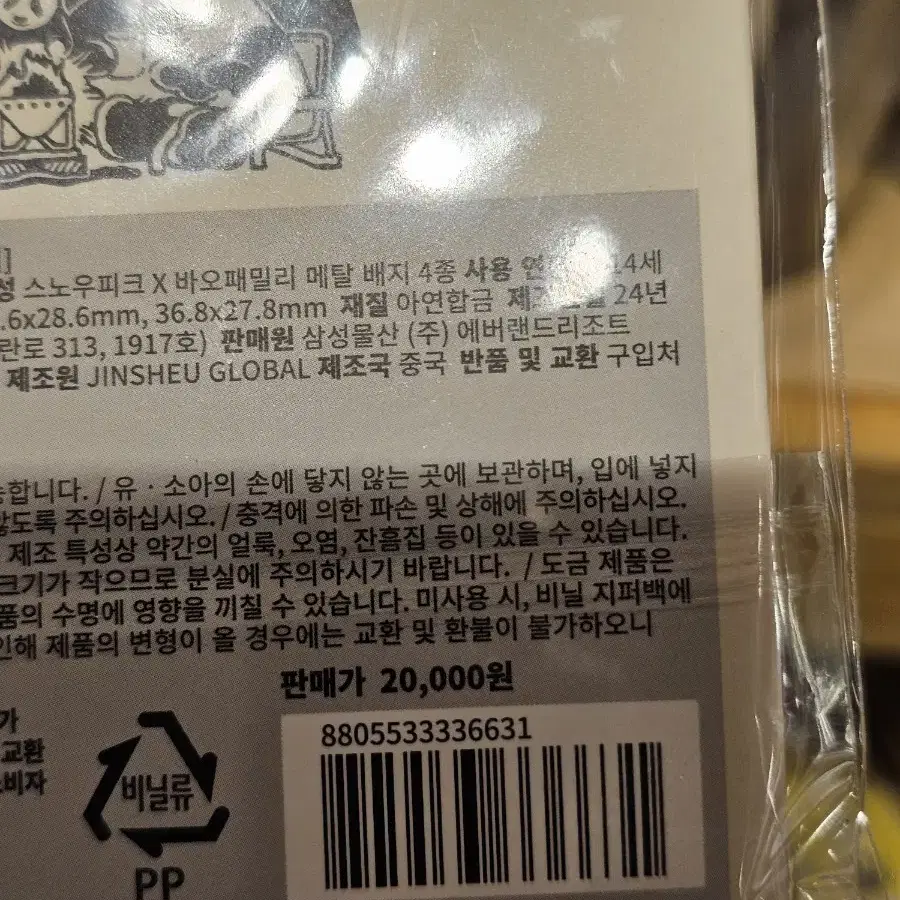 성 스노우피크 X 바오패밀리 메탈 배지 4종 사용 연 14세
.6x28.6mm, 36.8x27.8mm 재질 아연합금 24년
란로 313, 1917호) 판매원 삼성물산 (주) 에버랜드리조트
제조원 JINSHEU GLOBAL 제조국 중국 반품 및 교환 구입처
능합니다. / 유 · 소아의 손에 닿지 않는 곳에 보관하며, 입에 넣지
않도록 주의하십시오. / 충격에 의한 파손 및 상해에 주의하십시오.
제조 특성상 약간의 얼룩, 오염, 잔흠집 등이 있을 수 있습니다.
크기가 작으므로 분실에 주의하시기 바랍니다. / 도금 제품은
품의 수명에 영향을 끼칠 수 있습니다. 미사용 시, 비닐 지퍼백에
인해 제품의 변형이 올 경우에는 교환 및 환불이 불가하오니
판매가 20,000원
가
교환
소비자
비닐류
PP
8805533336631